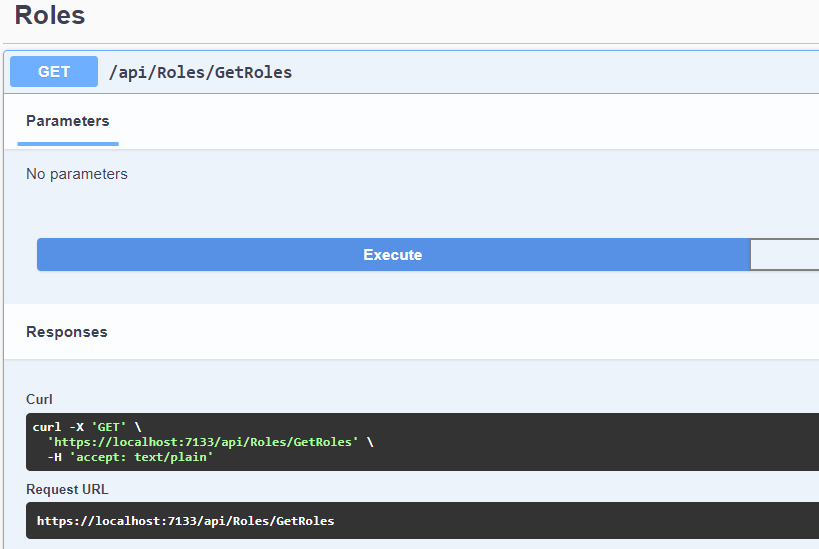 Roles
GET /api/Roles/GetRoles
Parameters
No parameters
Execute
Responses
Curl
curl -X 'GET' \
  'https://localhost:7133/api/Roles/GetRoles' \
  -H 'accept: text/plain'
Request URL
https://localhost:7133/api/Roles/GetRoles